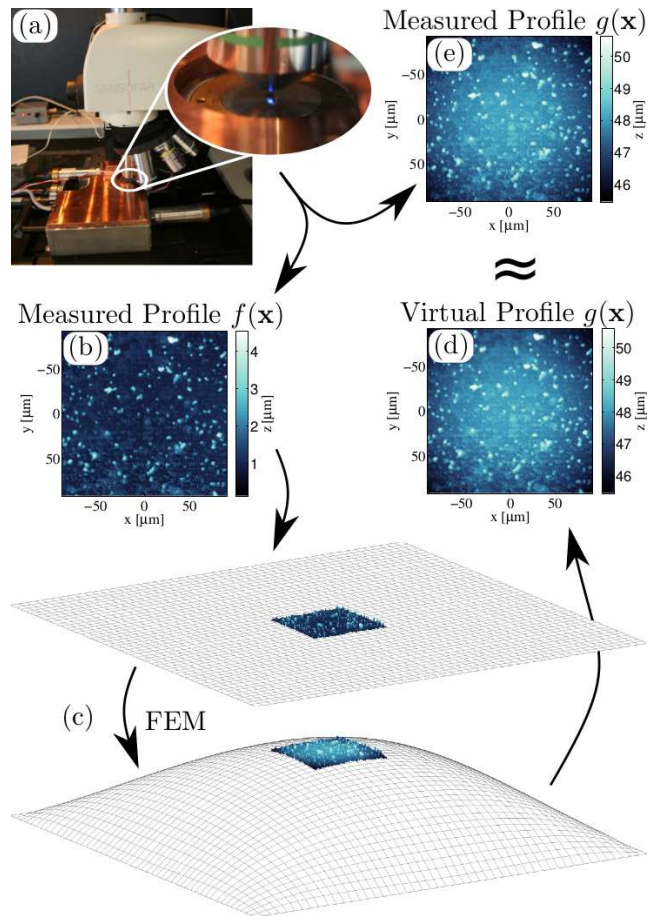 (a)
SENSOFAR
Measured Profile g(x)
(e)
−50
0
50
y [µm]
−50 0 50
x [µm]
50
49
48
47
46
z [µm]
≈
Measured Profile f(x)
(b)
−50
0
50
y [µm]
−50 0 50
x [µm]
4
3
2
1
z [µm]
Virtual Profile g(x)
(d)
−50
0
50
y [µm]
−50 0 50
x [µm]
50
49
48
47
46
z [µm]
(c)
FEM